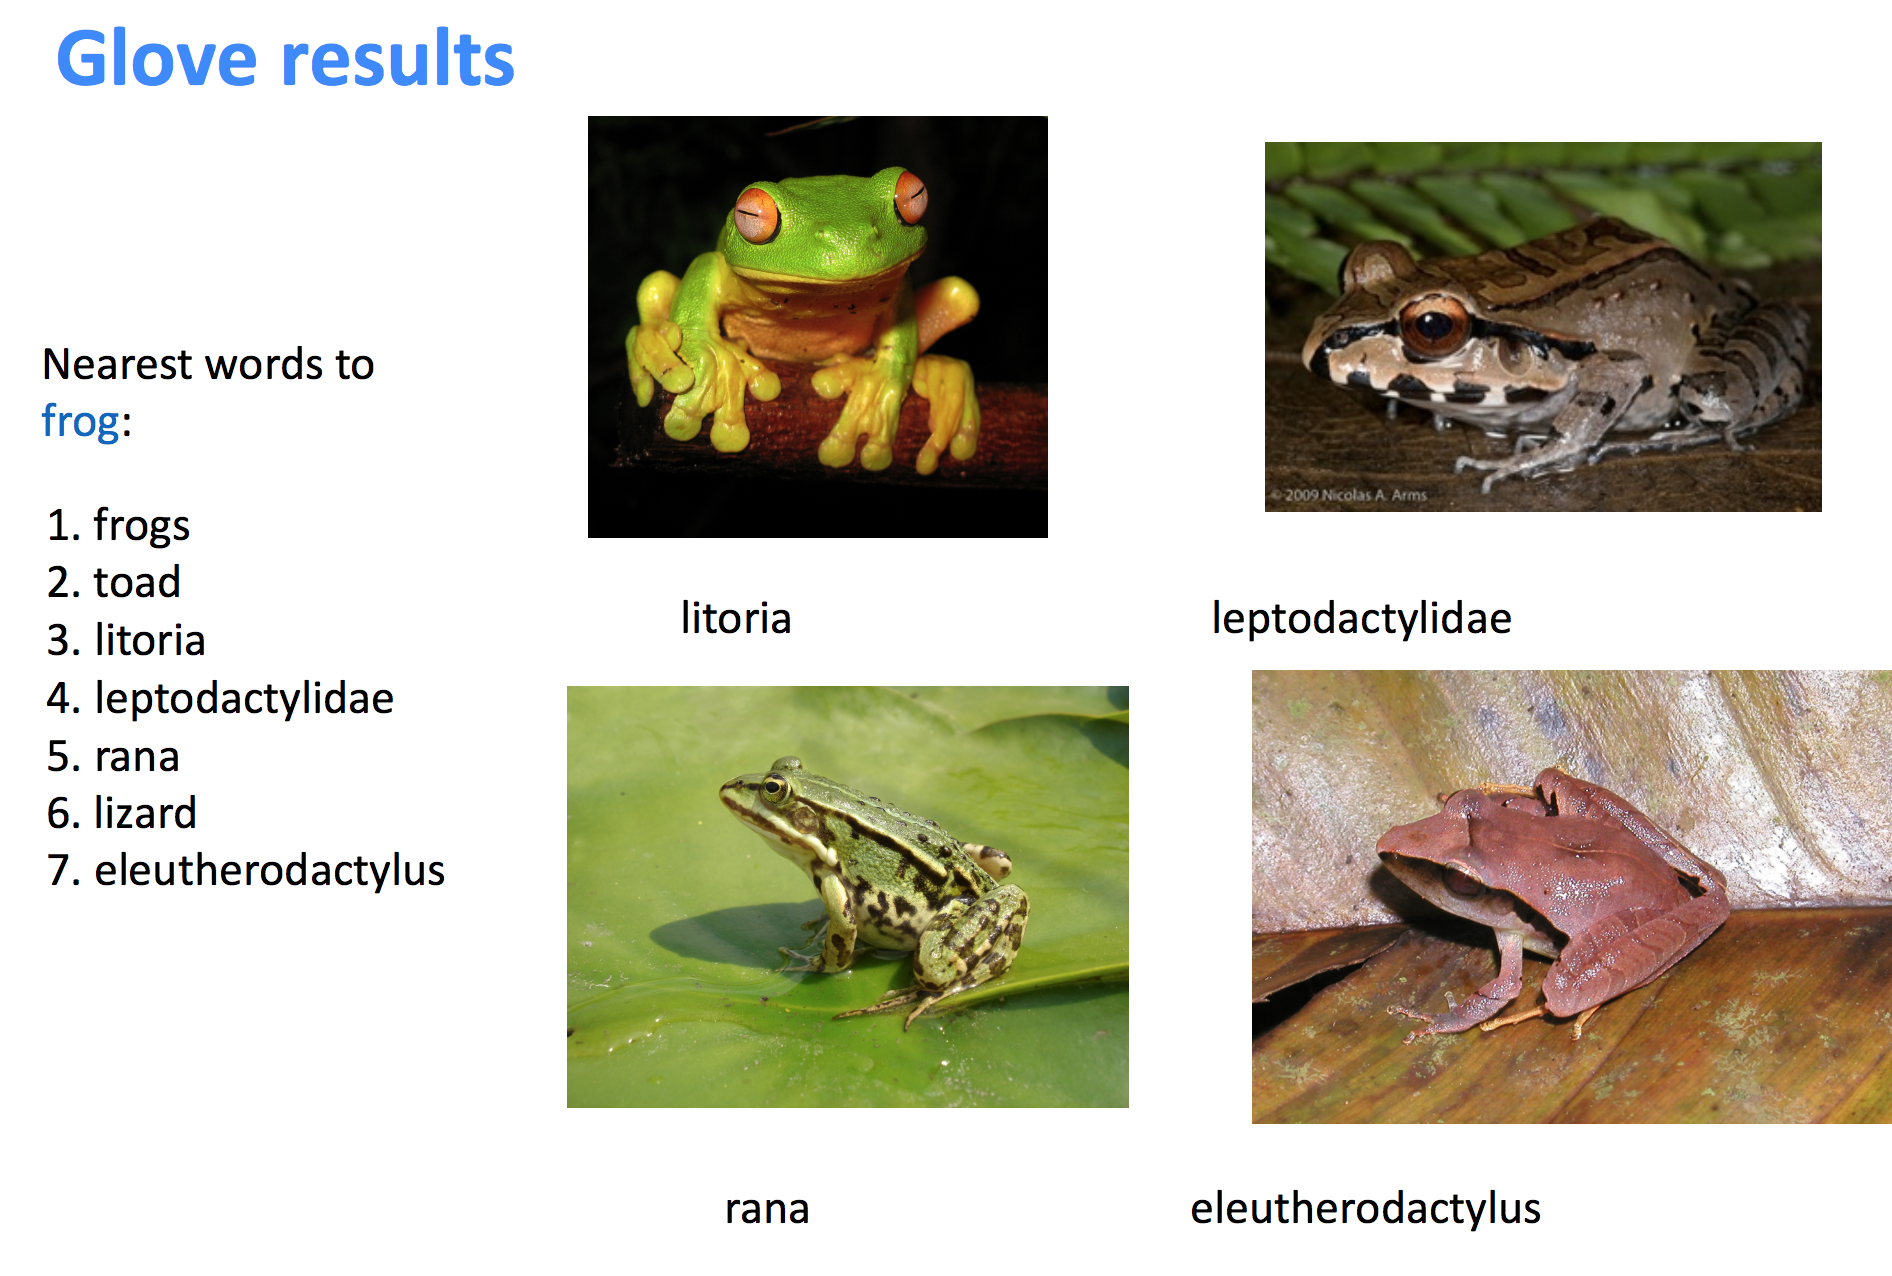 Glove results
Nearest words to
frog:
1. frogs
2. toad
3. litoria
4. leptodactylidae
5. rana
6. lizard
7. eleutherodactylus
© 2009 Nicolas A. Arms
litoria
leptodactylidae
rana
eleutherodactylus